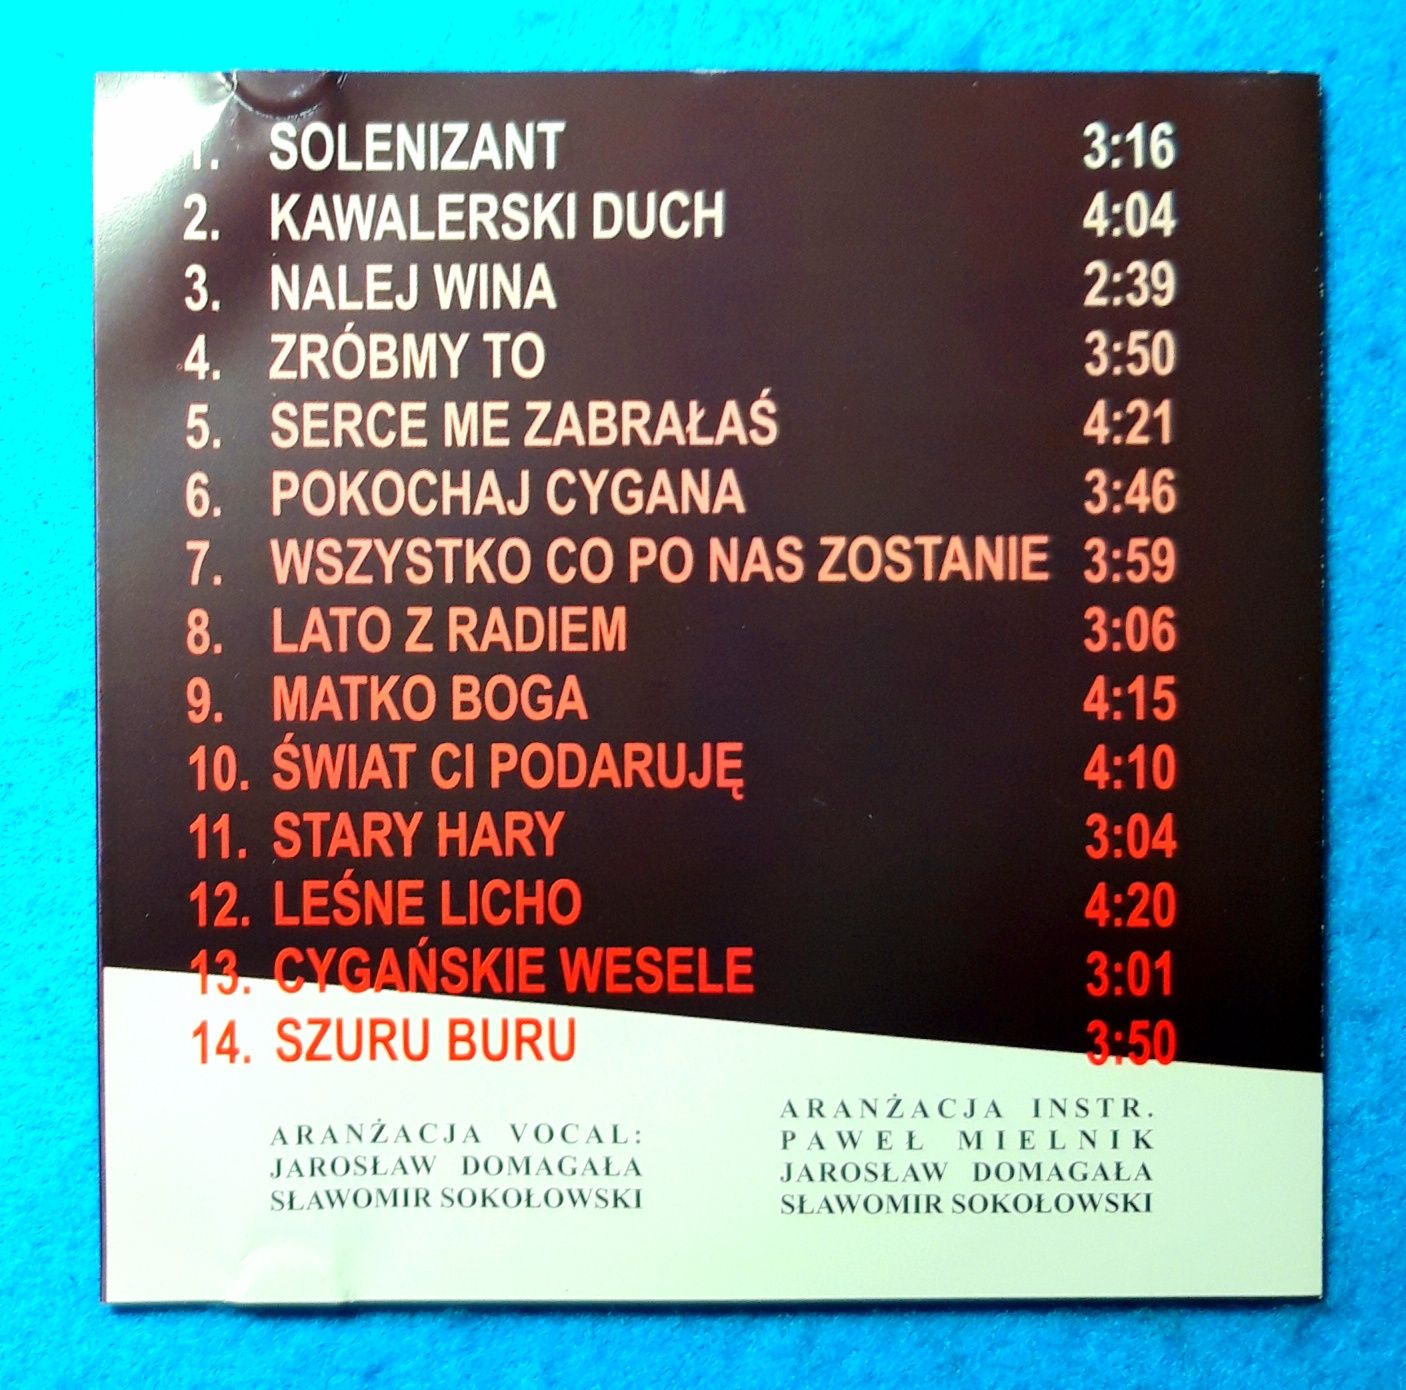 1. SOLENIZANT 3:16
2. KAWALERSKI DUCH 4:04
3. NALEJ WINA 2:39
4. ZRÓBMY TO 3:50
5. SERCE ME ZABRAŁAŚ 4:21
6. POKOCHAJ CYGANA 3:46
7. WSZYSTKO CO PO NAS ZOSTANIE 3:59
8. LATO Z RADIEM 3:06
9. MATKO BOGA 4:15
10. ŚWIAT CI PODARUJĘ 4:10
11. STARY HARY 3:04
12. LEŚNE LICHO 4:20
13. CYGAŃSKIE WESELE 3:01
14. SZURU BURU 3:50
ARANŻACJA VOCAL:
JAROSŁAW DOMAGAŁA
SŁAWOMIR SOKOŁOWSKI
ARANŻACJA INSTR.
PAWEŁ MIELNIK
JAROSŁAW DOMAGAŁA
SŁAWOMIR SOKOŁOWSKI